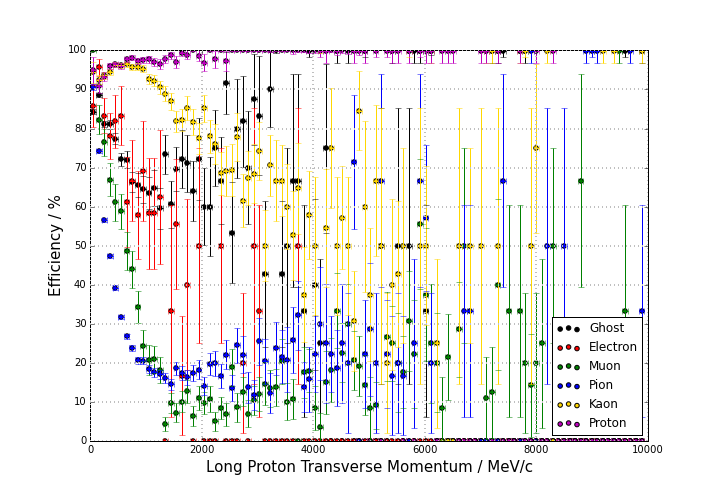 100
90
80
70
60
50
40
30
20
10
0
Efficiency / %
0 2000 4000 6000 8000 10000
Long Proton Transverse Momentum / MeV/c
Ghost
Electron
Muon
Pion
Kaon
Proton